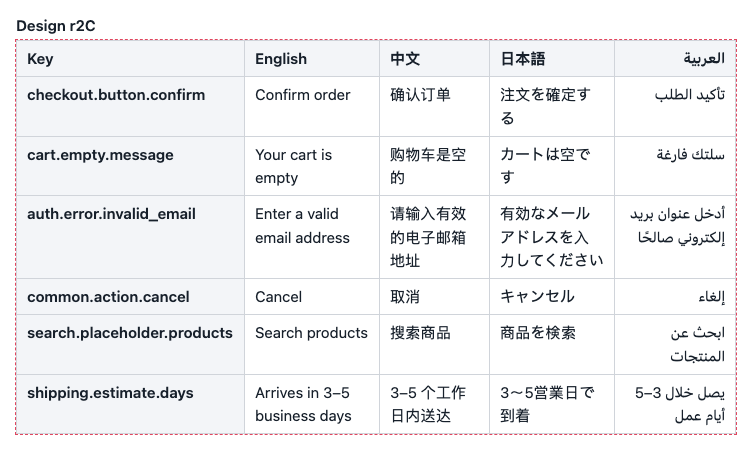 Design r2C
Key English 中文 日本語 العربية
checkout.button.confirm Confirm order 确认订单 注文を確定す
る
تأكيد الطلب
cart.empty.message Your cart is
empty
购物车是空
的
カートは空で
す
سلتك فارغة
auth.error.invalid_email Enter a valid
email address
请输入有效
的电子邮箱
地址
有効なメール
アドレスを入
力してください
أدخل عنوان بريد
إلكتروني صالحًا
common.action.cancel Cancel 取消 キャンセル إلغاء
search.placeholder.products Search products 搜索商品 商品を検索 ابحث عن
المنتجات
shipping.estimate.days Arrives in 3–5
business days
3–5 个工作
日内送达
3〜5営業日で
到着
يصل خلال 3–5
أيام عمل